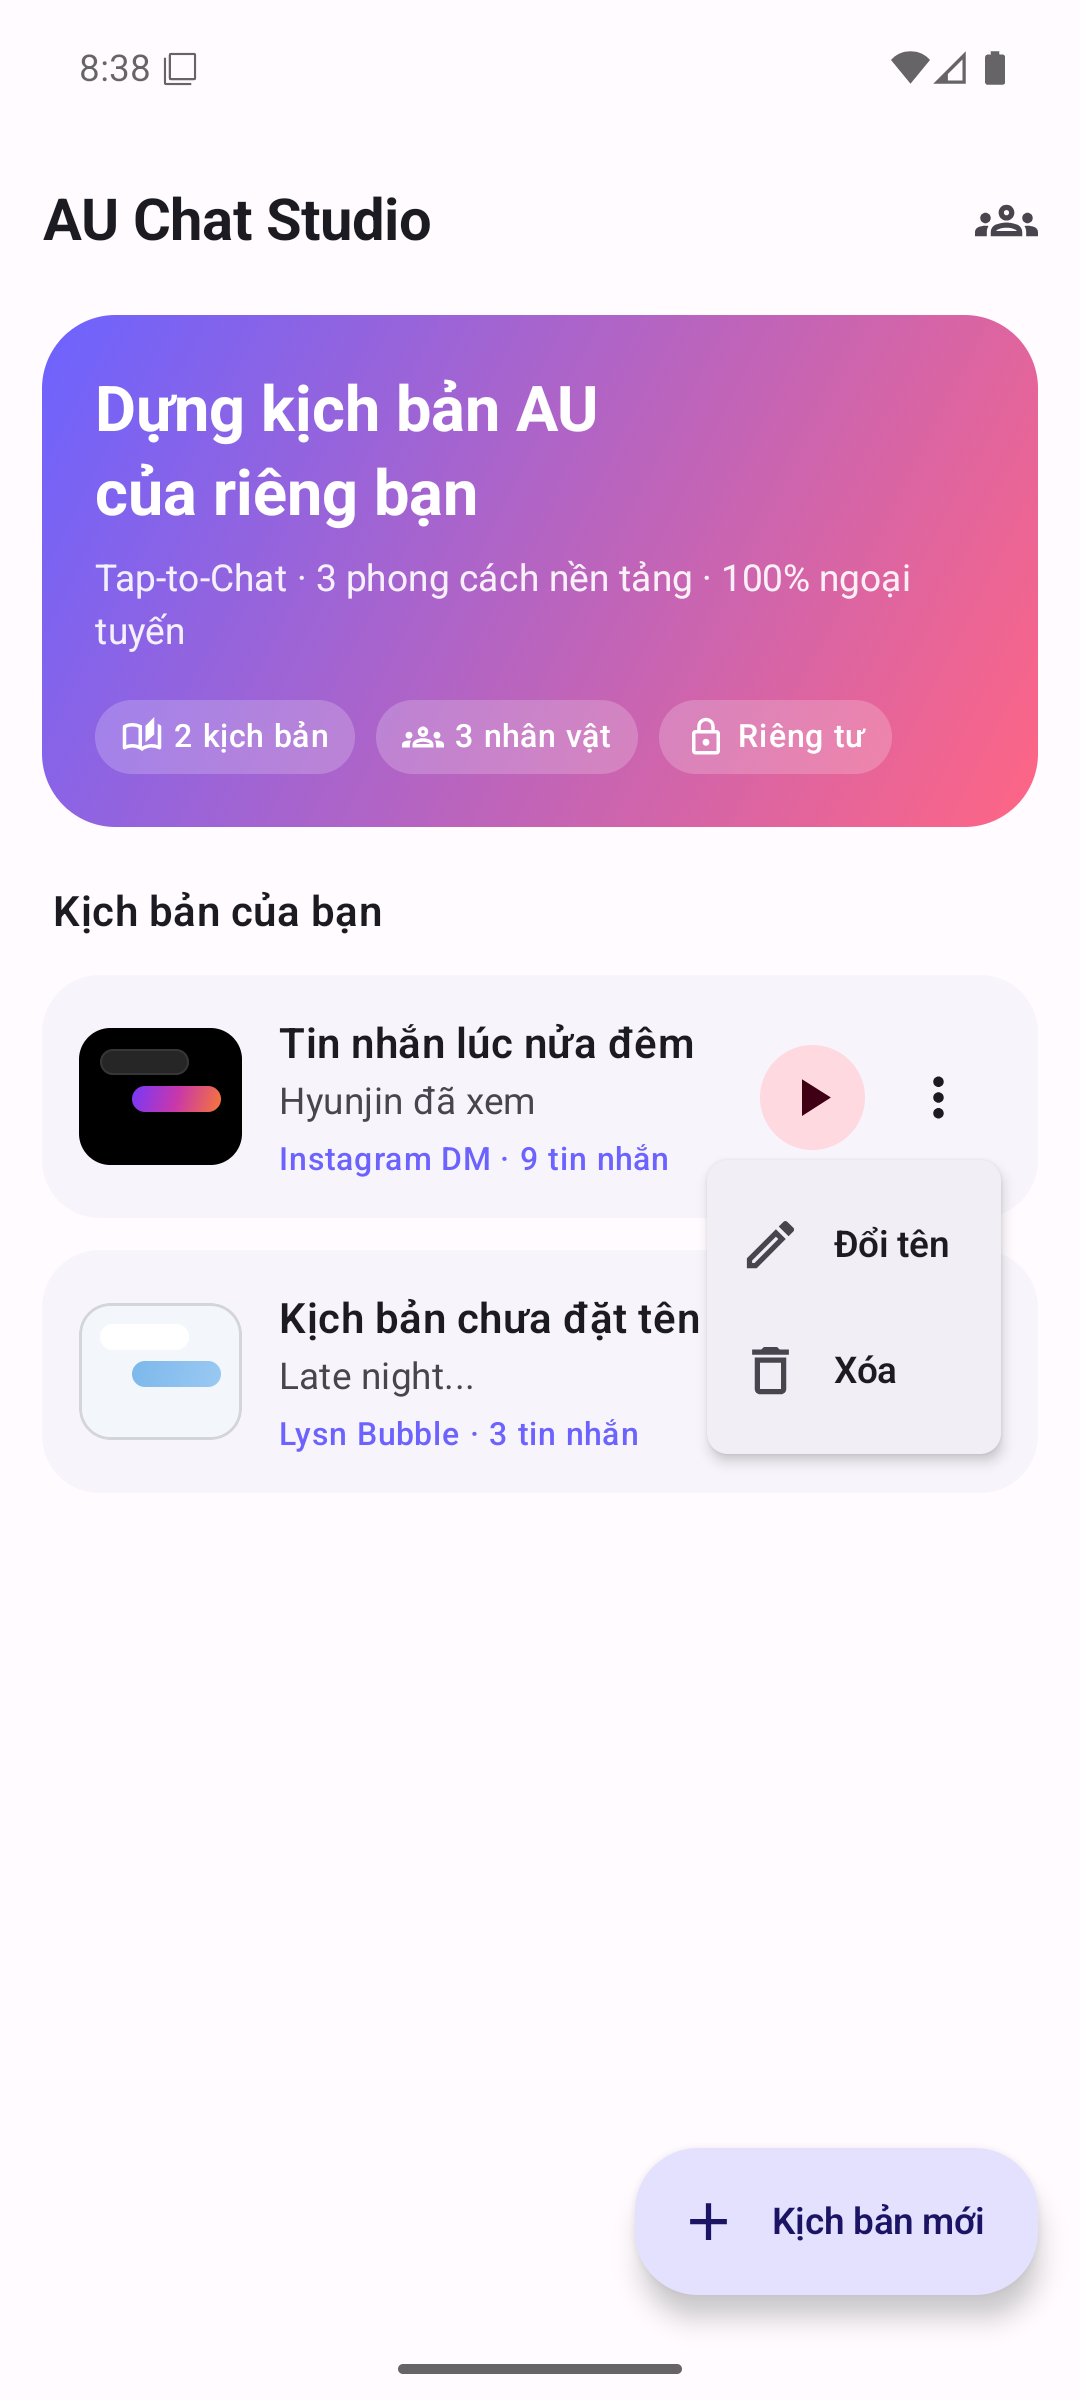 8:38
AU Chat Studio
Dựng kịch bản AU
của riêng bạn
Tap-to-Chat · 3 phong cách nền tảng · 100% ngoại
tuyến
2 kịch bản
3 nhân vật
Riêng tư
Kịch bản của bạn
Tin nhắn lúc nửa đêm
Hyunjin đã xem
Instagram DM · 9 tin nhắn
Đổi tên
Xóa
Kịch bản chưa đặt tên
Late night...
Lysn Bubble · 3 tin nhắn
Kịch bản mới